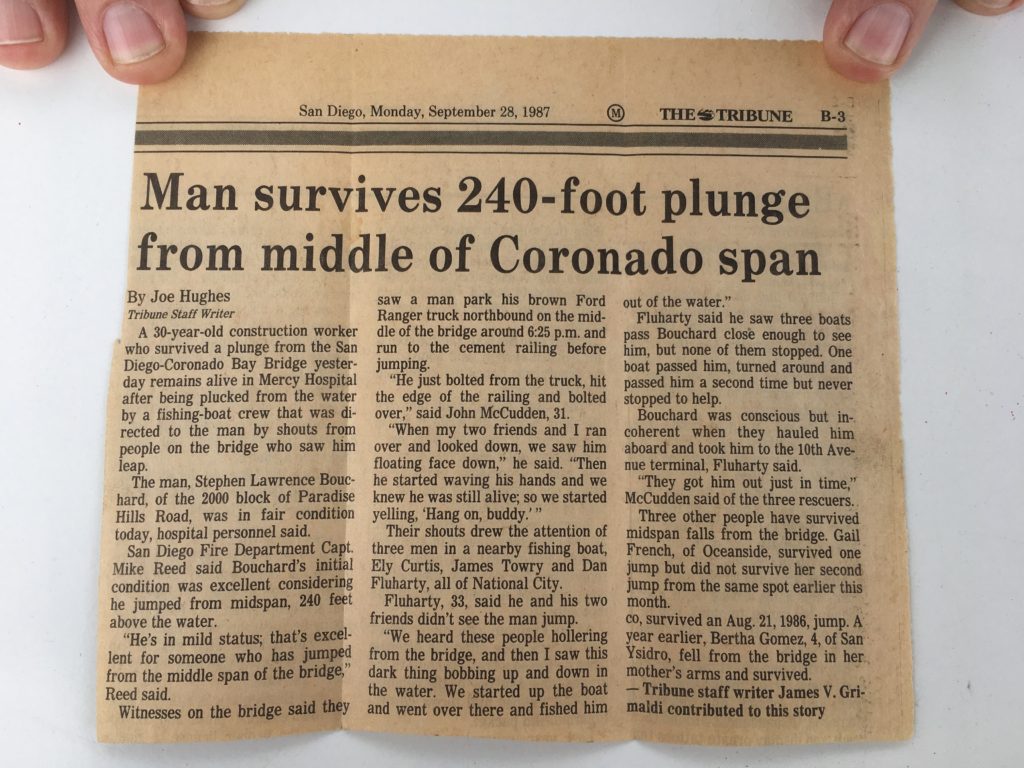 San Diego, Monday, September 28, 1987 M THE TRIBUNE B-3
Man survives 240-foot plunge
from middle of Coronado span
By Joe Hughes
Tribune Staff Writer
A 30-year-old construction worker
who survived a plunge from the San
Diego-Coronado Bay Bridge yester-
day remains alive in Mercy Hospital
after being plucked from the water
by a fishing-boat crew that was di-
rected to the man by shouts from
people on the bridge who saw him
leap.
The man, Stephen Lawrence Bouc-
hard, of the 2000 block of Paradise
Hills Road, was in fair condition
today, hospital personnel said.
San Diego Fire Department Capt.
Mike Reed said Bouchard's initial
condition was excellent considering
he jumped from midspan, 240 feet
above the water.
"He's in mild status; that's excel-
lent for someone who has jumped
from the middle span of the bridge,"
Reed said.
Witnesses on the bridge said they
saw a man park his brown Ford
Ranger truck northbound on the mid-
dle of the bridge around 6:25 p.m. and
run to the cement railing before
jumping.
"He just bolted from the truck, hit
the edge of the railing and bolted
over," said John McCudden, 31.
"When my two friends and I ran
over and looked down, we saw him
floating face down," he said. "Then
he started waving his hands and we
knew he was still alive; so we started
yelling, 'Hang on, buddy.'"
Their shouts drew the attention of
three men in a nearby fishing boat,
Ely Curtis, James Towry and Dan
Fluharty, all of National City.
Fluharty, 33, said he and his two
friends didn't see the man jump.
"We heard these people hollering
from the bridge, and then I saw this
dark thing bobbing up and down in
the water. We started up the boat
and went over there and fished him
out of the water."
Fluharty said he saw three boats
pass Bouchard close enough to see
him, but none of them stopped. One
boat passed him, turned around and
passed him a second time but never
stopped to help.
Bouchard was conscious but in-
coherent when they hauled him
aboard and took him to the 10th Ave-
nue terminal, Fluharty said.
"They got him out just in time,"
McCudden said of the three rescuers.
Three other people have survived
midspan falls from the bridge. Gail
French, of Oceanside, survived one
jump but did not survive her second
jump from the same spot earlier this
month.
co, survived an Aug. 21, 1986, jump. A
year earlier, Bertha Gomez, 4, of San
Ysidro, fell from the bridge in her
mother's arms and survived.
— Tribune staff writer James V. Gri-
maldi contributed to this story